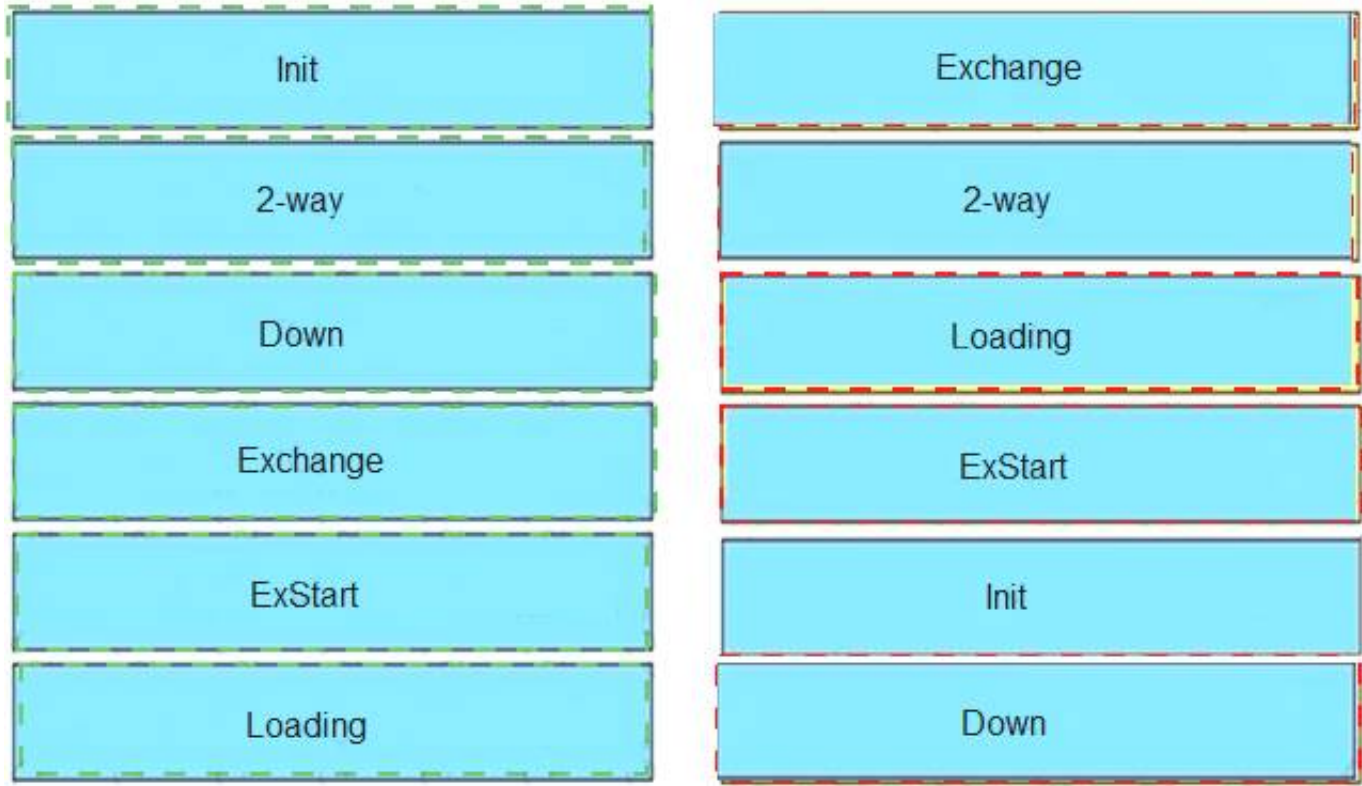 Init
2-way
Down
Exchange
ExStart
Loading
Exchange
2-way
Loading
ExStart
Init
Down